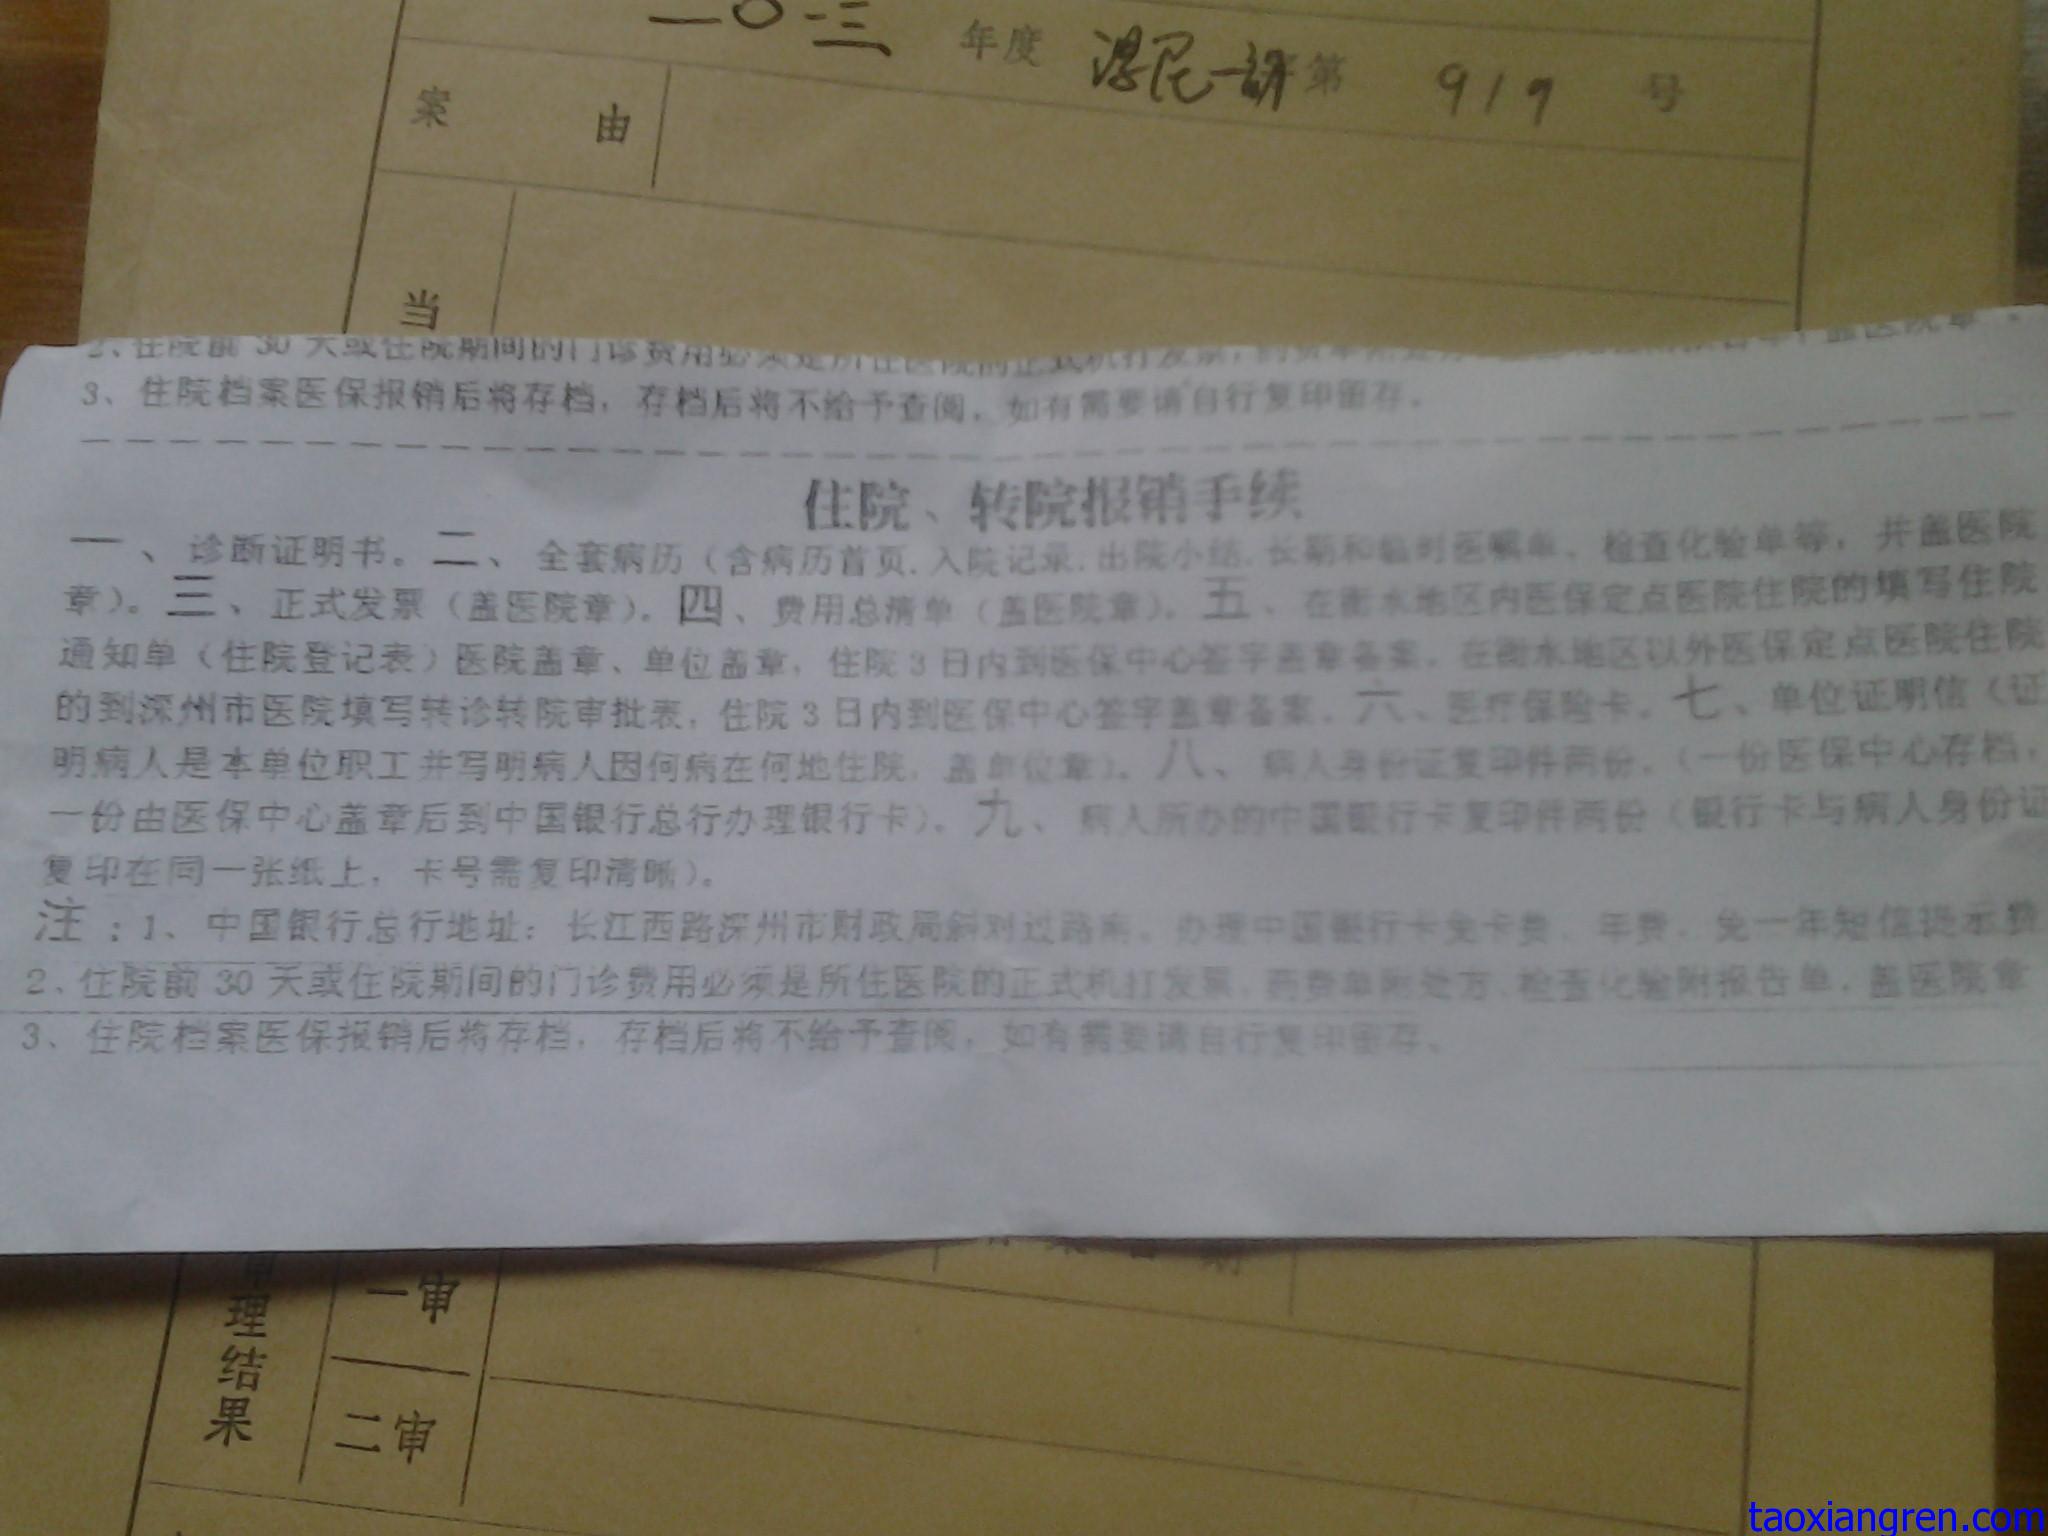 二〇一三 年度 深民一初 第 919 号
案 由
当
2、住院前 30 天或住院期间的门诊费用必须是所住医院的正式机打发票,
3、住院档案医保报销后将存档，存档后将不给予查阅，如有需要请自行复印留存。
住院、转院报销手续
一、诊断证明书。二、全套病历（含病历首页.入院记录.出院小结.长期和临时医嘱单、检查化验单等，并盖医院
章）。三、正式发票（盖医院章）。四、费用总清单（盖医院章）。五、在衡水地区内医保定点医院住院的填写住院
通知单（住院登记表）医院盖章、单位盖章，住院 3 日内到医保中心签字盖章备案，在衡水地区以外医保定点医院住院
的到深州市医院填写转诊转院审批表，住院 3 日内到医保中心签字盖章备案。六、医疗保险卡。七、单位证明信（证
明病人是本单位职工并写明病人因何病在何地住院，盖单位章）。八、病人身份证复印件两份，（一份医保中心存档，
一份由医保中心盖章后到中国银行总行办理银行卡）。九、病人所办的中国银行卡复印件两份（银行卡与病人身份证
复印在同一张纸上，卡号需复印清晰）。
注：1、中国银行总行地址：长江西路深州市财政局斜对过路南。办理中国银行卡免卡费、年费，免一年短信提示费
2、住院前 30 天或住院期间的门诊费用必须是所住医院的正式机打发票，药费单附处方、检查化验附报告单，盖医院章
3、住院档案医保报销后将存档，存档后将不给予查阅，如有需要请自行复印留存、
审理结果
一审
二审
taoxiangren.com